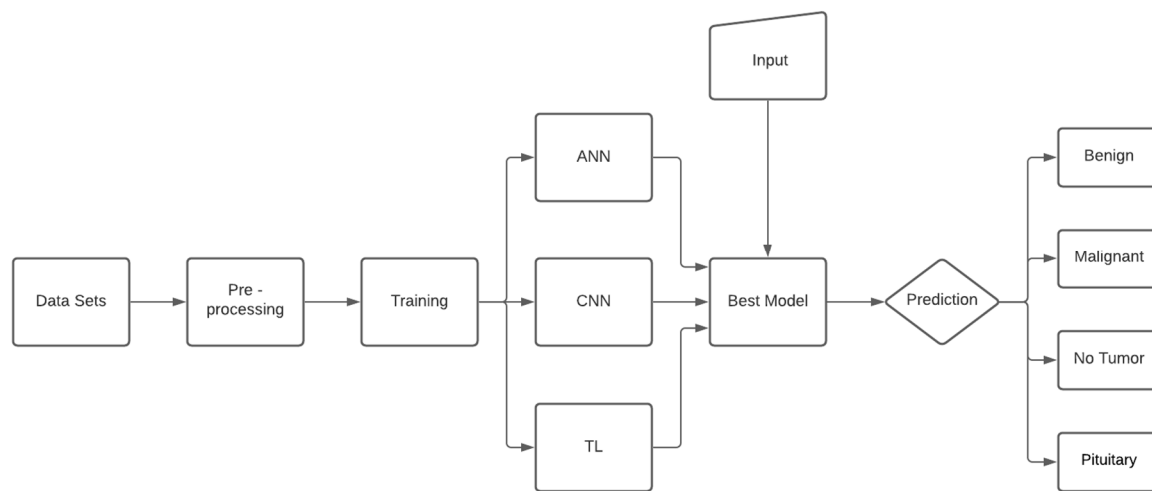 Input
ANN
Benign
Malignant
Data Sets
Pre -
processing
Training
CNN
Best Model
Prediction
No Tumor
TL
Pituitary